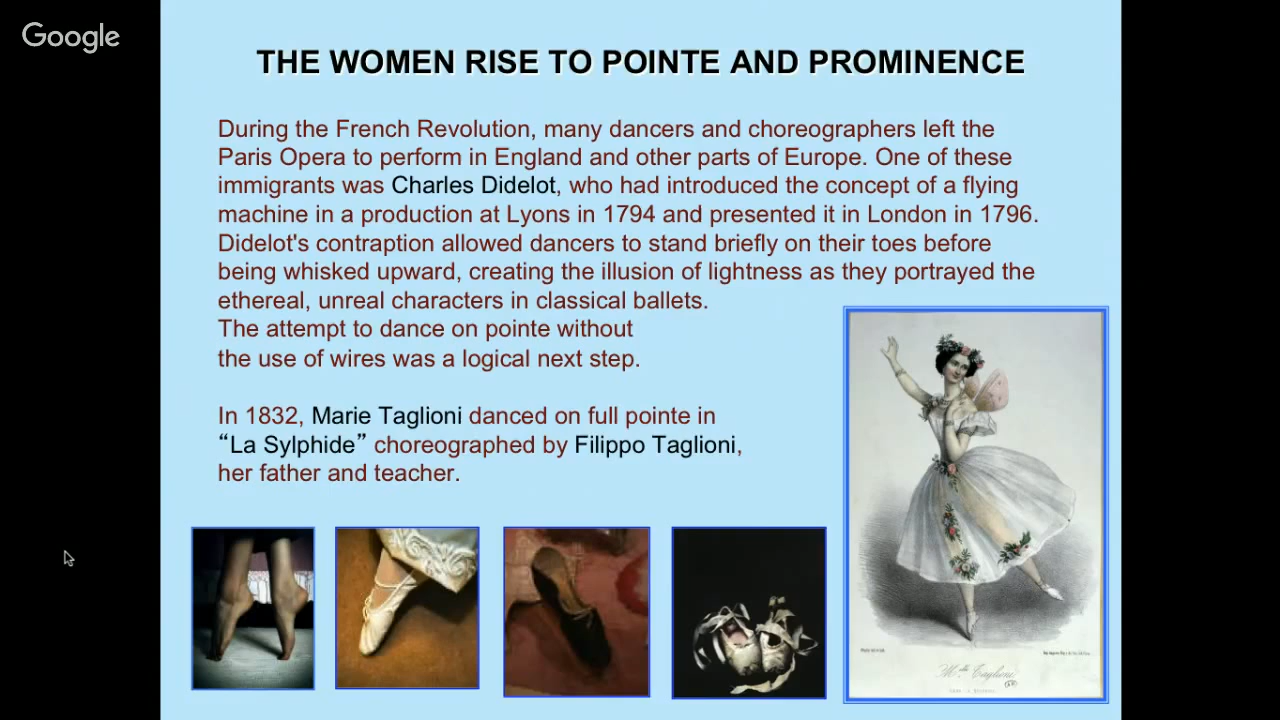 Google
THE WOMEN RISE TO POINTE AND PROMINENCE
During the French Revolution, many dancers and choreographers left the
Paris Opera to perform in England and other parts of Europe. One of these
immigrants was Charles Didelot, who had introduced the concept of a flying
machine in a production at Lyons in 1794 and presented it in London in 1796.
Didelot's contraption allowed dancers to stand briefly on their toes before
being whisked upward, creating the illusion of lightness as they portrayed the
ethereal, unreal characters in classical ballets.
The attempt to dance on pointe without
the use of wires was a logical next step.
In 1832, Marie Taglioni danced on full pointe in
“La Sylphide” choreographed by Filippo Taglioni,
her father and teacher.
Mlle Taglioni